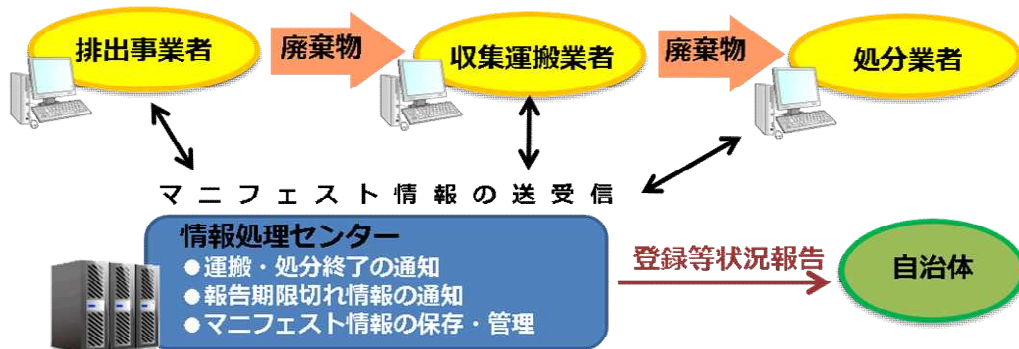 排出事業者
廃棄物
収集運搬業者
廃棄物
処分業者
マニフェスト情報の送受信
情報処理センター
●運搬・処分終了の通知
●報告期限切れ情報の通知
●マニフェスト情報の保存・管理
登録等状況報告
自治体